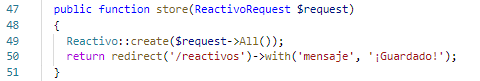 47 public function store(ReactivoRequest $request)
48 {
49 Reactivo::create($request->All());
50 return redirect('/reactivos')->with('mensaje', '¡Guardado!');
51 }